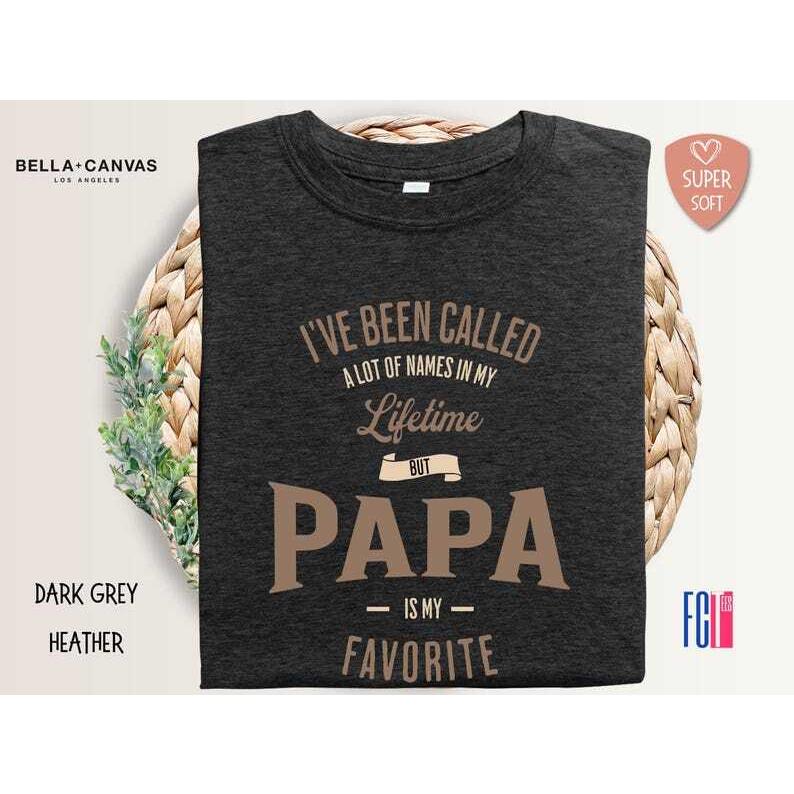 BELLA+CANVAS
LOS ANGELES
SUPER
SOFT
I'VE BEEN CALLED
A LOT OF NAMES IN MY
Lifetime
BUT
PAPA
IS MY
FAVORITE
DARK GREY
HEATHER
FCLTEES